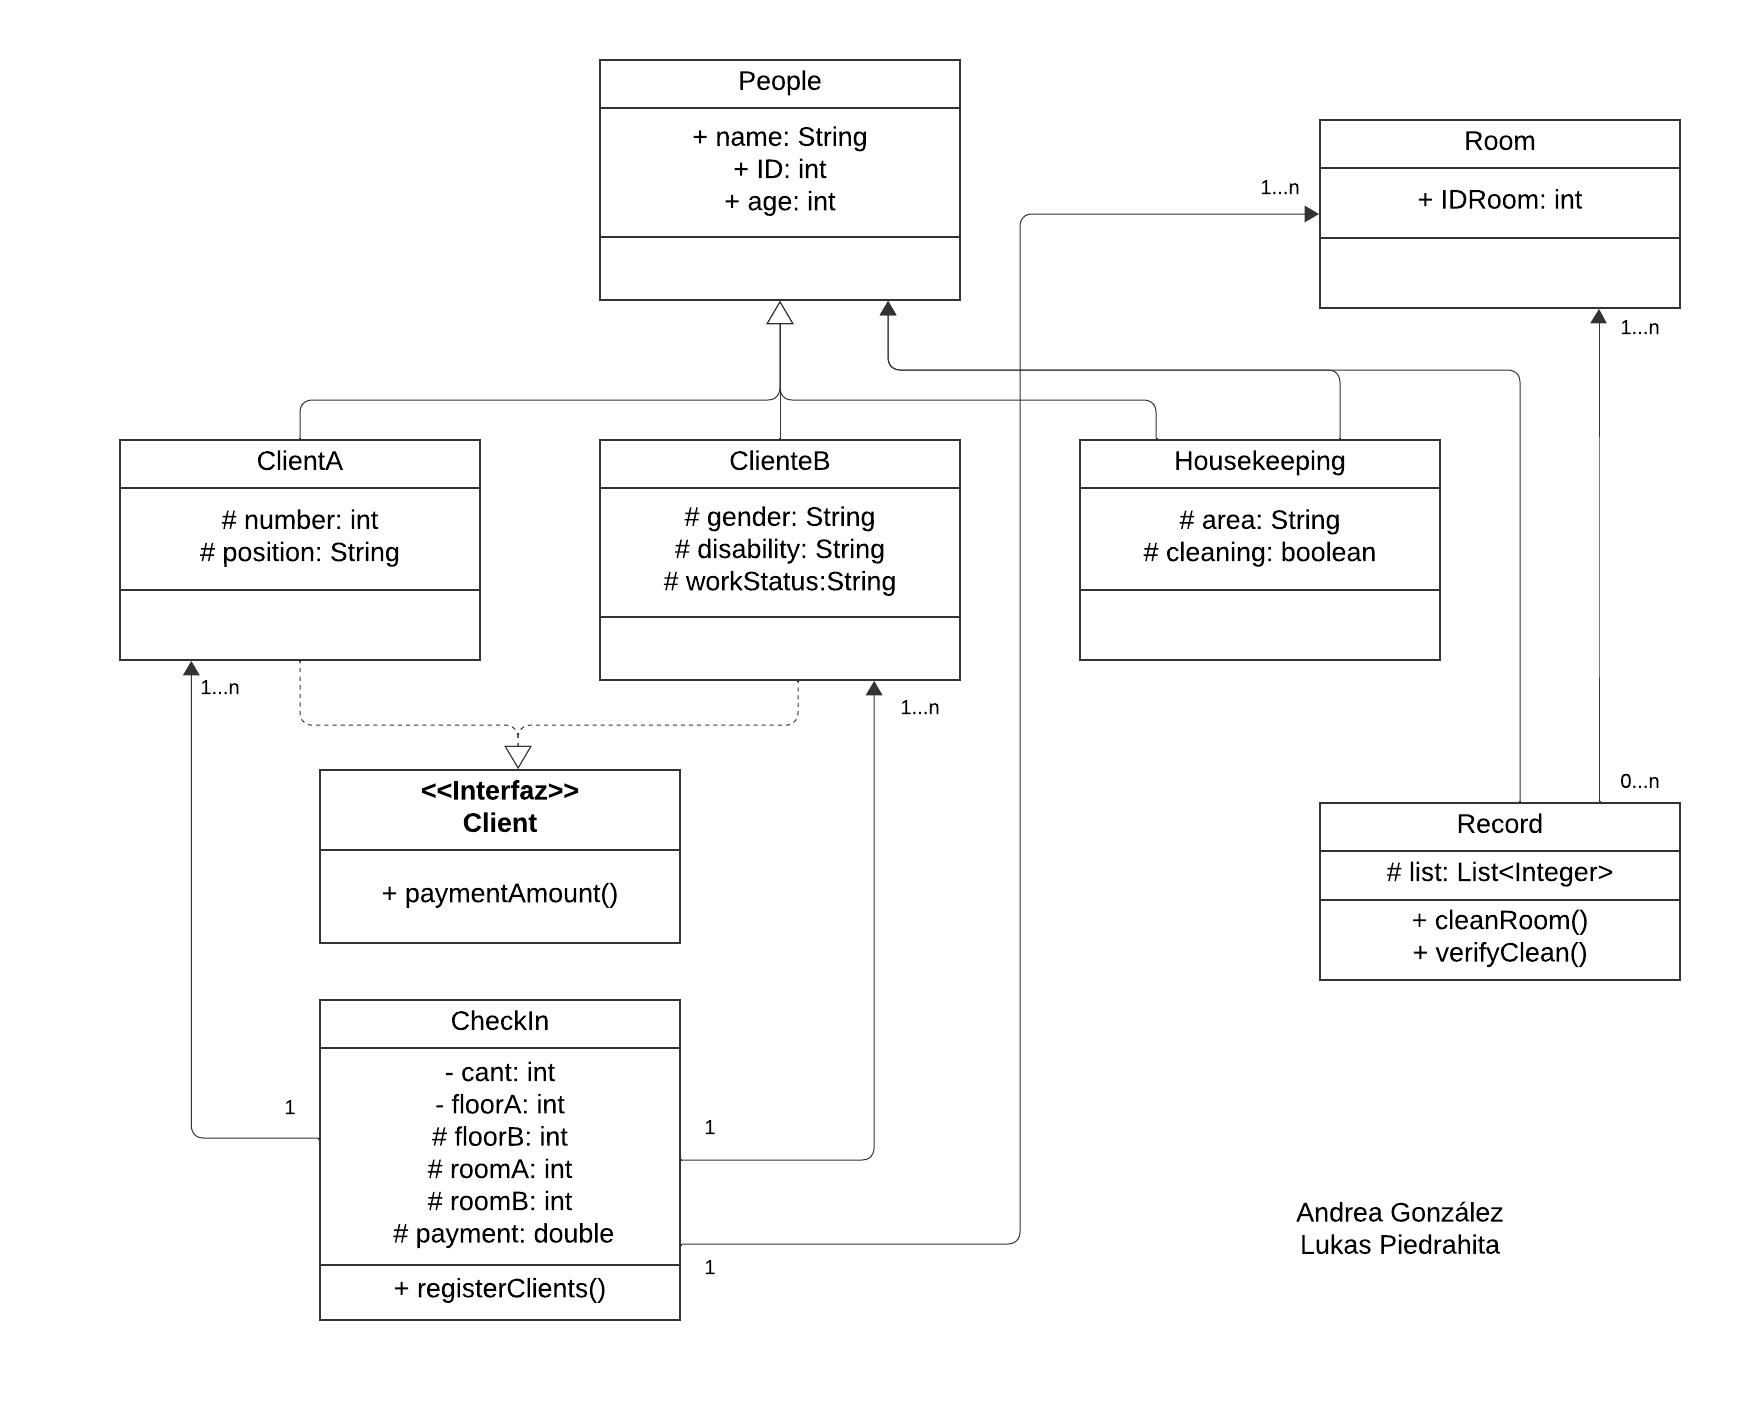 People
+ name: String
+ ID: int
+ age: int
Room
+ IDRoom: int
1...n
1...n
ClientA
# number: int
# position: String
ClienteB
# gender: String
# disability: String
# workStatus:String
Housekeeping
# area: String
# cleaning: boolean
1...n
1...n
<<Interfaz>>
Client
+ paymentAmount()
0...n
Record
# list: List<Integer>
+ cleanRoom()
+ verifyClean()
CheckIn
- cant: int
- floorA: int
# floorB: int
# roomA: int
# roomB: int
# payment: double
+ registerClients()
1
1
1
Andrea González
Lukas Piedrahita